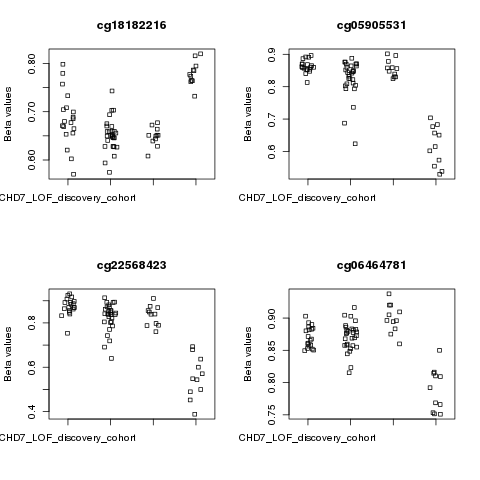 cg18182216
Beta values
0.60 0.70 0.80
CHD7_LOF_discovery_cohort
cg05905531
Beta values
0.6 0.7 0.8 0.9
CHD7_LOF_discovery_cohort
cg22568423
Beta values
0.4 0.6 0.8
CHD7_LOF_discovery_cohort
cg06464781
Beta values
0.75 0.80 0.85 0.90
CHD7_LOF_discovery_cohort